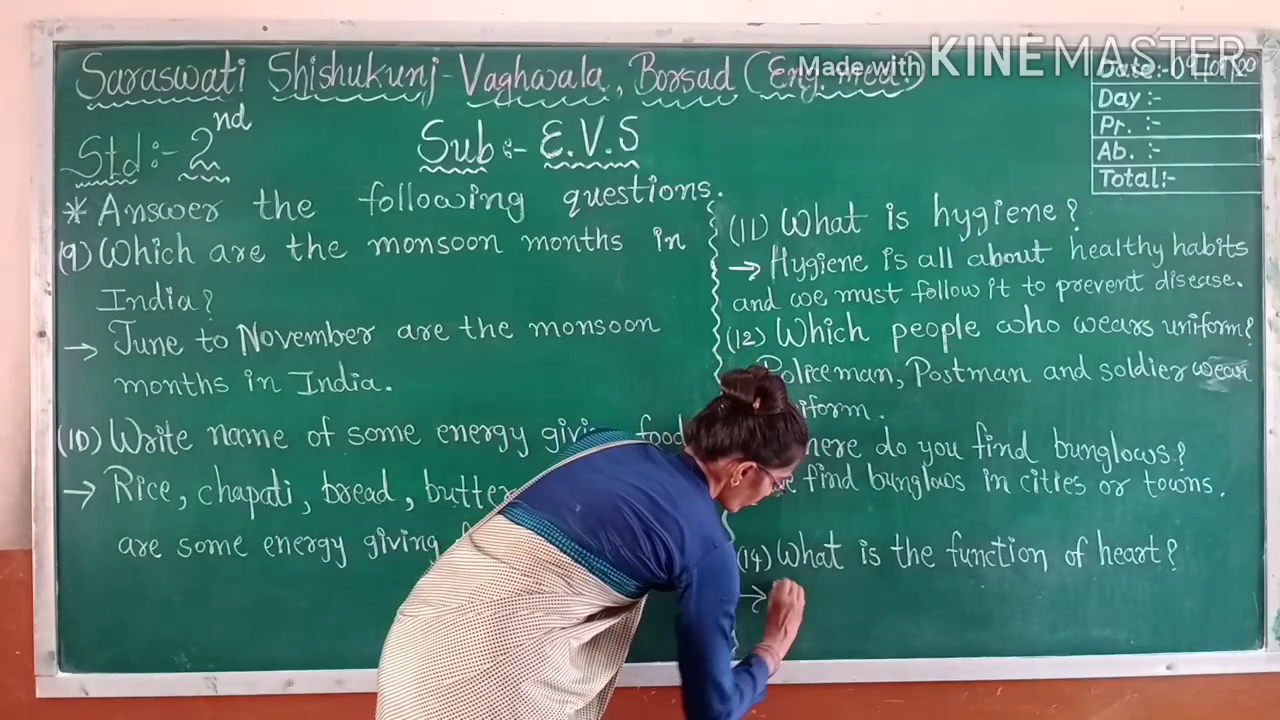 Saraswati Shishukunj-Vaghwala, Borsad (Eng. med.)
Made with KINEMASTER
Date:-
Day :-
Pr. :-
Ab. :-
Total:-
Std:- 2nd
Sub:- E.V.S
* Answer the following questions.
(9) Which are the monsoon months in
India?
→ June to November are the monsoon
months in India.
(10) Write name of some energy giving food
→ Rice, chapati, bread, butter
are some energy giving
(11) What is hygiene?
→ Hygiene is all about healthy habits
and we must follow it to prevent disease.
(12) Which people who wears uniform?
Policeman, Postman and soldier wear
iform.
here do you find bunglows?
e find bunglows in cities or towns.
(14) What is the function of heart?
→